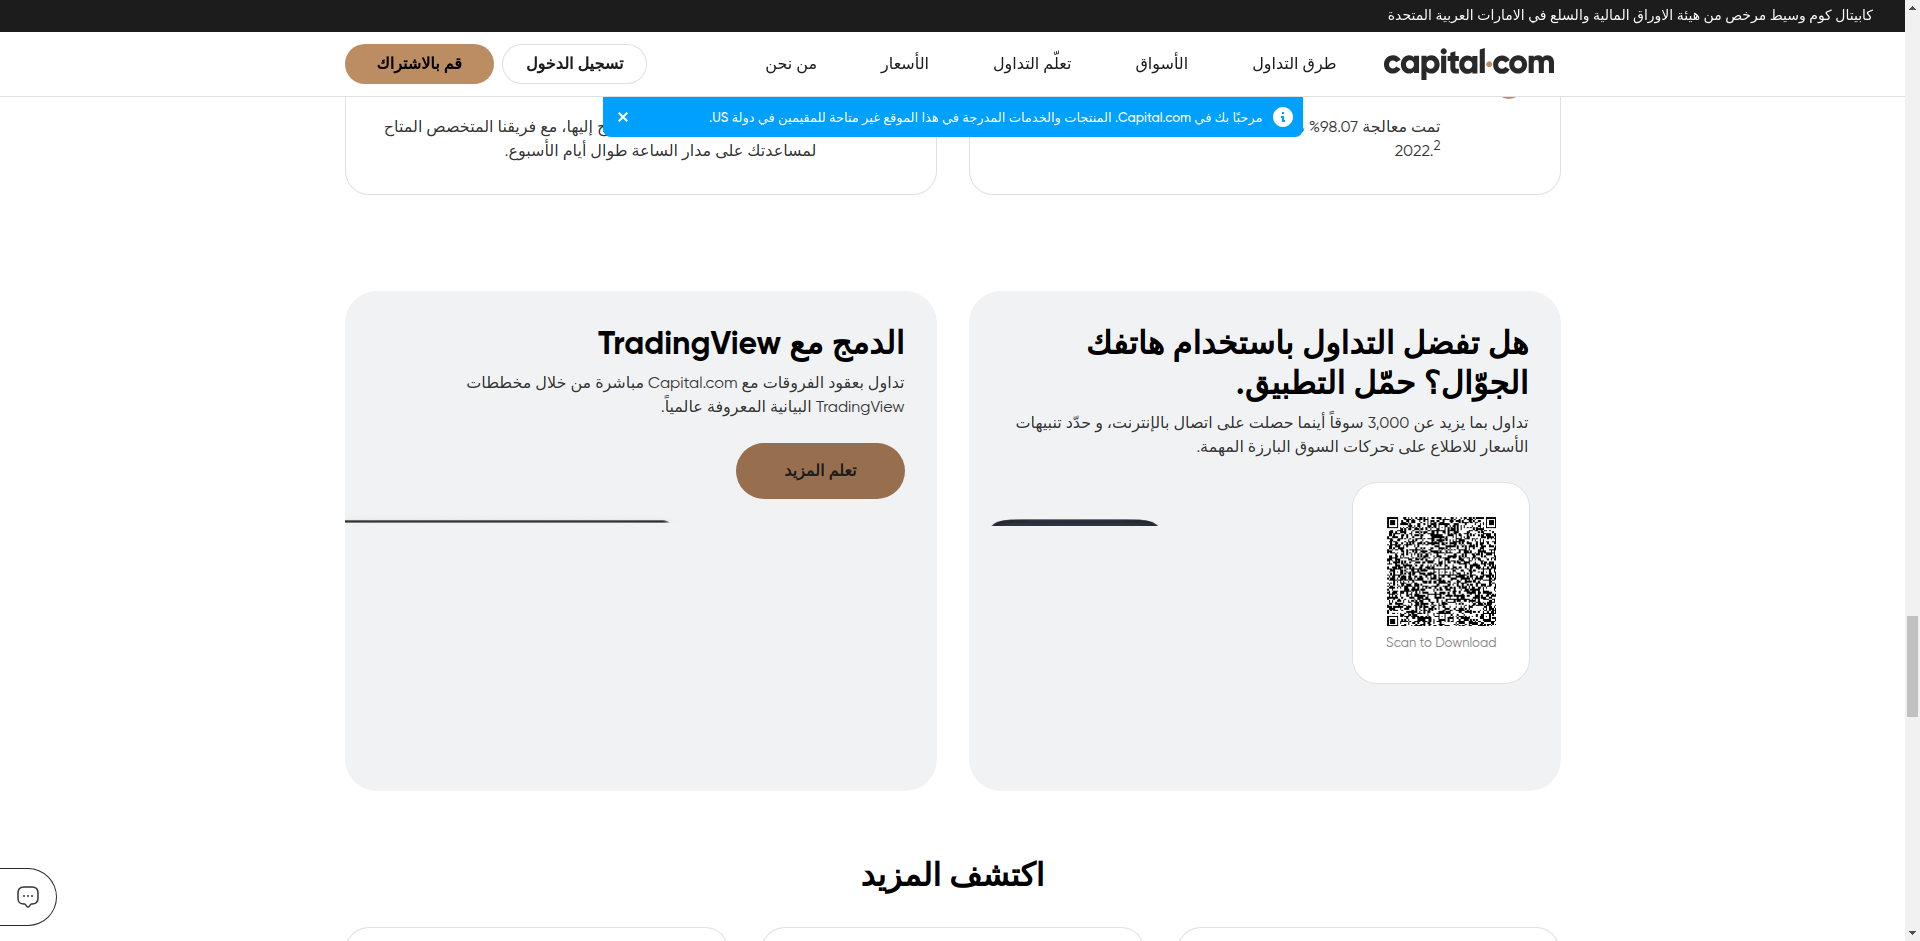 كابيتال كوم وسيط مرخص من هيئة الاوراق المالية والسلع في الامارات العربية المتحدة
capital.com
طرق التداول
الأسواق
تعلّم التداول
الأسعار
من نحن
تسجيل الدخول
قم بالاشتراك
مرحبًا بك في Capital.com. المنتجات والخدمات المدرجة في هذا الموقع غير متاحة للمقيمين في دولة US.
تمت معالجة 98.07%
2022.2
إليها، مع فريقنا المتخصص المتاح
لمساعدتك على مدار الساعة طوال أيام الأسبوع.
هل تفضل التداول باستخدام هاتفك
الجوّال؟ حمّل التطبيق.
تداول بما يزيد عن 3,000 سوقاً أينما حصلت على اتصال بالإنترنت، و حدّد تنبيهات
الأسعار للاطلاع على تحركات السوق البارزة المهمة.
Scan to Download
الدمج مع TradingView
تداول بعقود الفروقات مع Capital.com مباشرة من خلال مخططات
TradingView البيانية المعروفة عالمياً.
تعلم المزيد
اكتشف المزيد